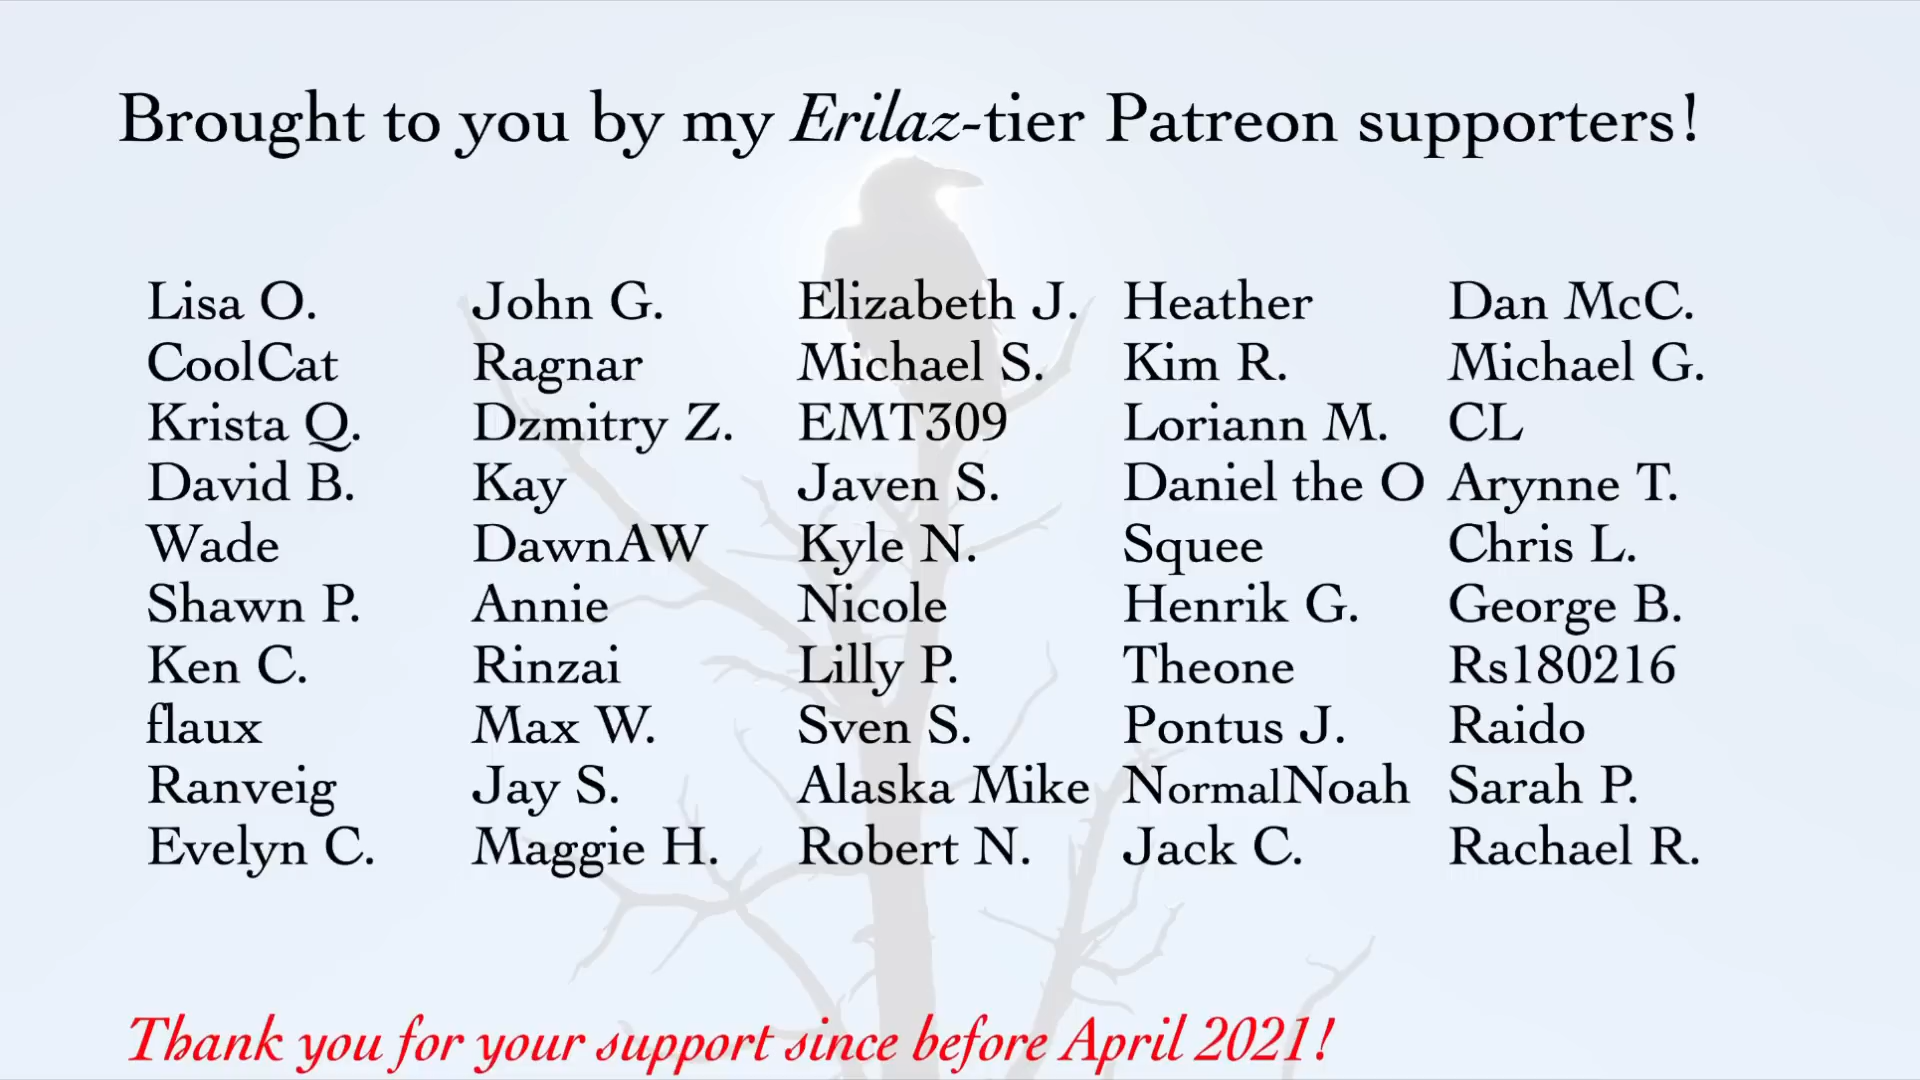 Brought to you by my Erilaz-tier Patreon supporters!
Lisa O. John G. Elizabeth J. Heather Dan McC.
CoolCat Ragnar Michael S. Kim R. Michael G.
Krista Q. Dzmitry Z. EMT309 Loriann M. CL
David B. Kay Javen S. Daniel the O Arynne T.
Wade DawnAW Kyle N. Squee Chris L.
Shawn P. Annie Nicole Henrik G. George B.
Ken C. Rinzai Lilly P. Theone Rs180216
flaux Max W. Sven S. Pontus J. Raido
Ranveig Jay S. Alaska Mike NormalNoah Sarah P.
Evelyn C. Maggie H. Robert N. Jack C. Rachael R.
Thank you for your support since before April 2021!